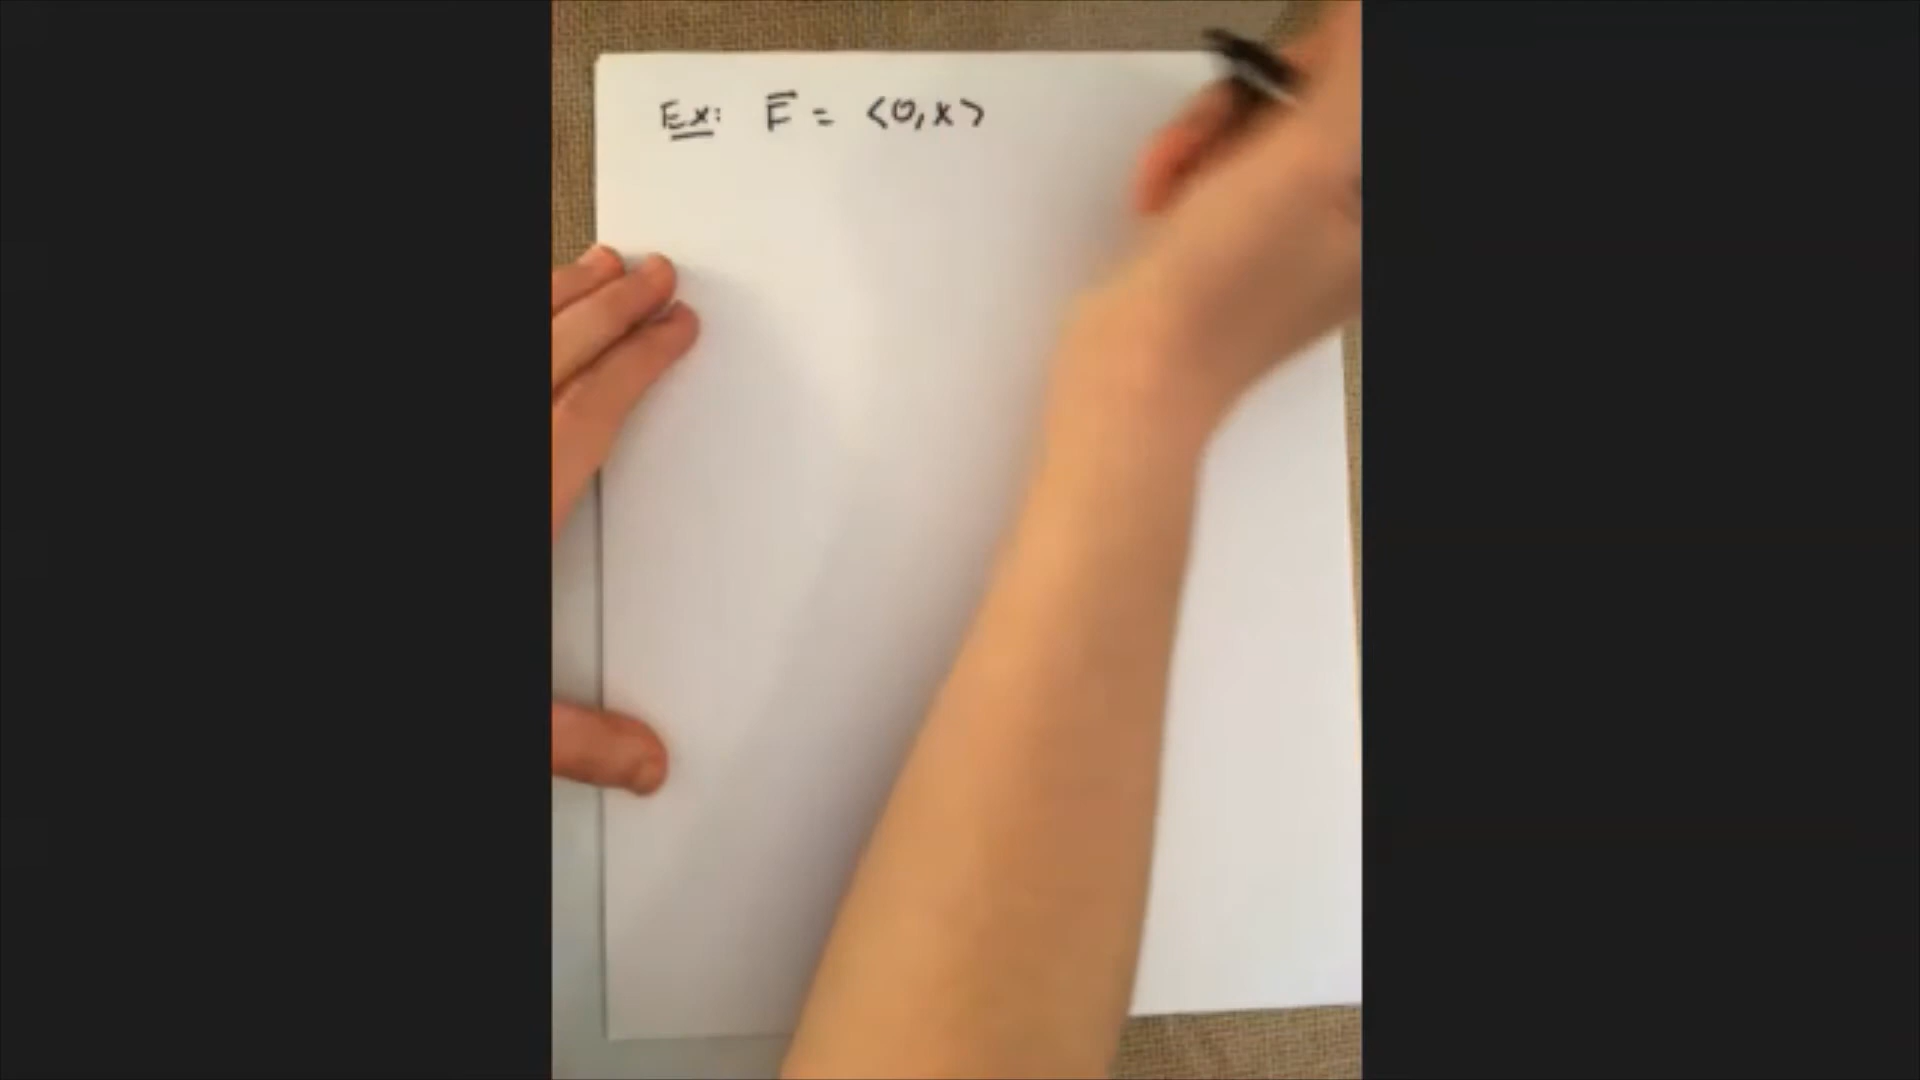 Ex: F⃗ = <0,x>